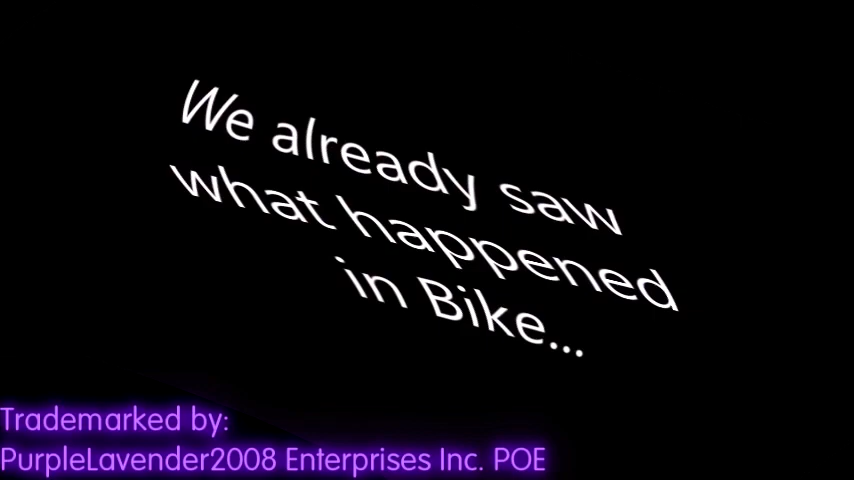 We already saw
what happened
in Bike...
Trademarked by:
PurpleLavender2008 Enterprises Inc. POE